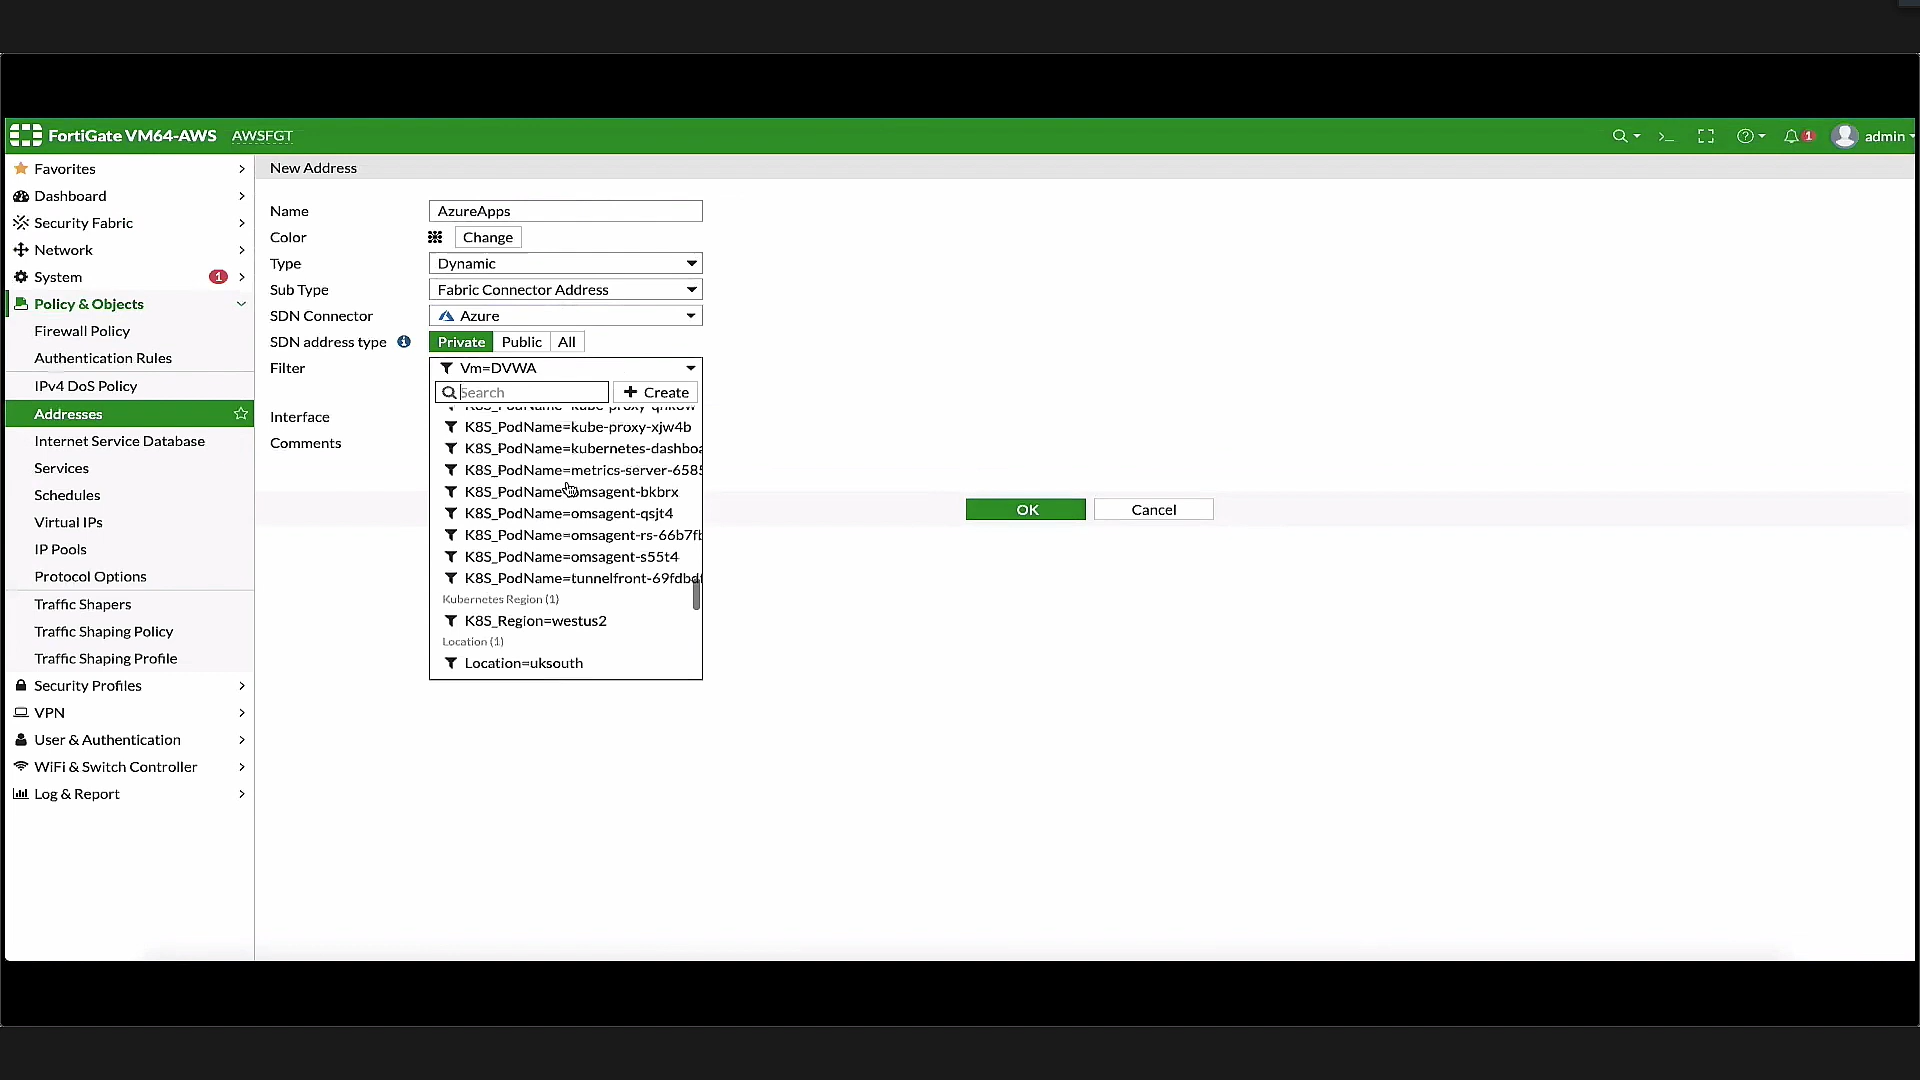 FortiGate VM64-AWS AWSFGT
1
admin
Favorites
Dashboard
Security Fabric
Network
System 1
Policy & Objects
Firewall Policy
Authentication Rules
IPv4 DoS Policy
Addresses
Internet Service Database
Services
Schedules
Virtual IPs
IP Pools
Protocol Options
Traffic Shapers
Traffic Shaping Policy
Traffic Shaping Profile
Security Profiles
VPN
User & Authentication
WiFi & Switch Controller
Log & Report
New Address
Name AzureApps
Color Change
Type Dynamic
Sub Type Fabric Connector Address
SDN Connector Azure
SDN address type Private Public All
Filter Vm=DVWA
Search + Create
Interface
Comments
K8S_PodName=kube-proxy-xjw4b
K8S_PodName=kubernetes-dashboa
K8S_PodName=metrics-server-6585
K8S_PodName=omsagent-bkbrx
K8S_PodName=omsagent-qsjt4
K8S_PodName=omsagent-rs-66b7fb
K8S_PodName=omsagent-s55t4
K8S_PodName=tunnelfront-69fdbdf
Kubernetes Region (1)
K8S_Region=westus2
Location (1)
Location=uksouth
OK Cancel